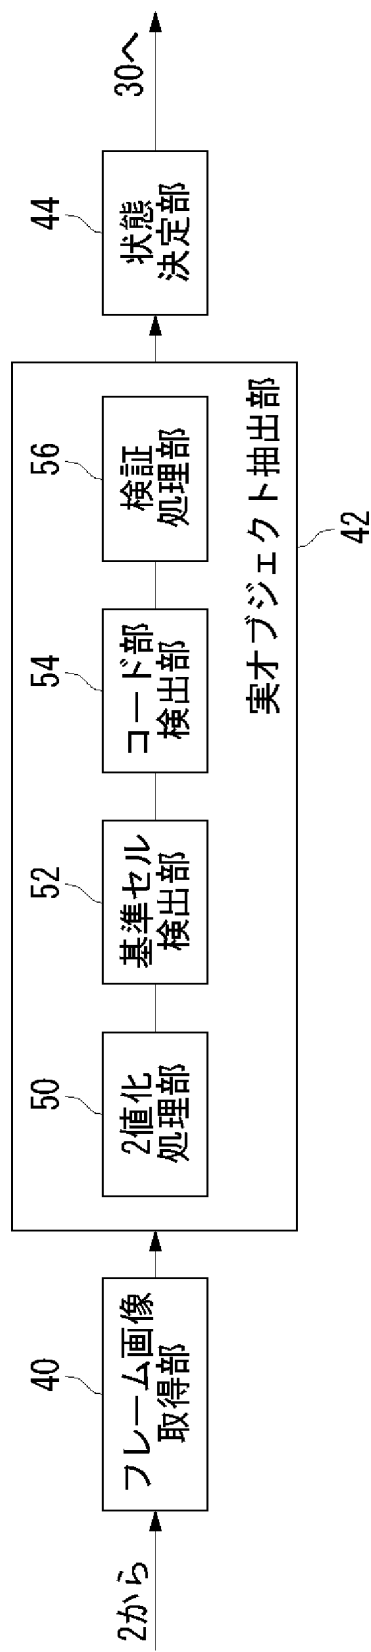 2から
40
フレーム画像
取得部
50
2値化
処理部
52
基準セル
検出部
54
コード部
検出部
56
検証
処理部
実オブジェクト抽出部
42
44
状態
決定部
30へ